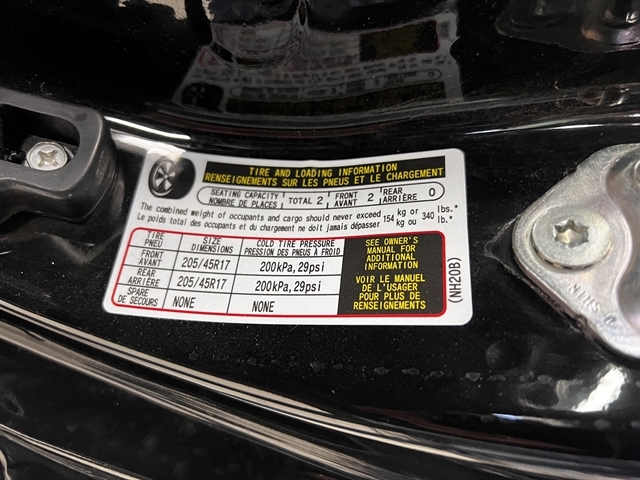 TIRE AND LOADING INFORMATION
RENSEIGNEMENTS SUR LES PNEUS ET LE CHARGEMENT
SEATING CAPACITY
NOMBRE DE PLACES TOTAL 2 FRONT AVANT 2 REAR ARRIÈRE 0
The combined weight of occupants and cargo should never exceed 154 kg or 340 lbs.*
Le poids total des occupants et du chargement ne doit jamais dépasser 154 kg ou 340 lb.*
TIRE PNEU SIZE DIMENSIONS COLD TIRE PRESSURE PRESSION DES PNEUS À FROID
FRONT AVANT 205/45R17 200kPa, 29psi
REAR ARRIÈRE 205/45R17 200kPa, 29psi
SPARE DE SECOURS NONE NONE
SEE OWNER'S
MANUAL FOR
ADDITIONAL
INFORMATION
VOIR LE MANUEL
DE L'USAGER
POUR PLUS DE
RENSEIGNEMENTS
(NH20B)